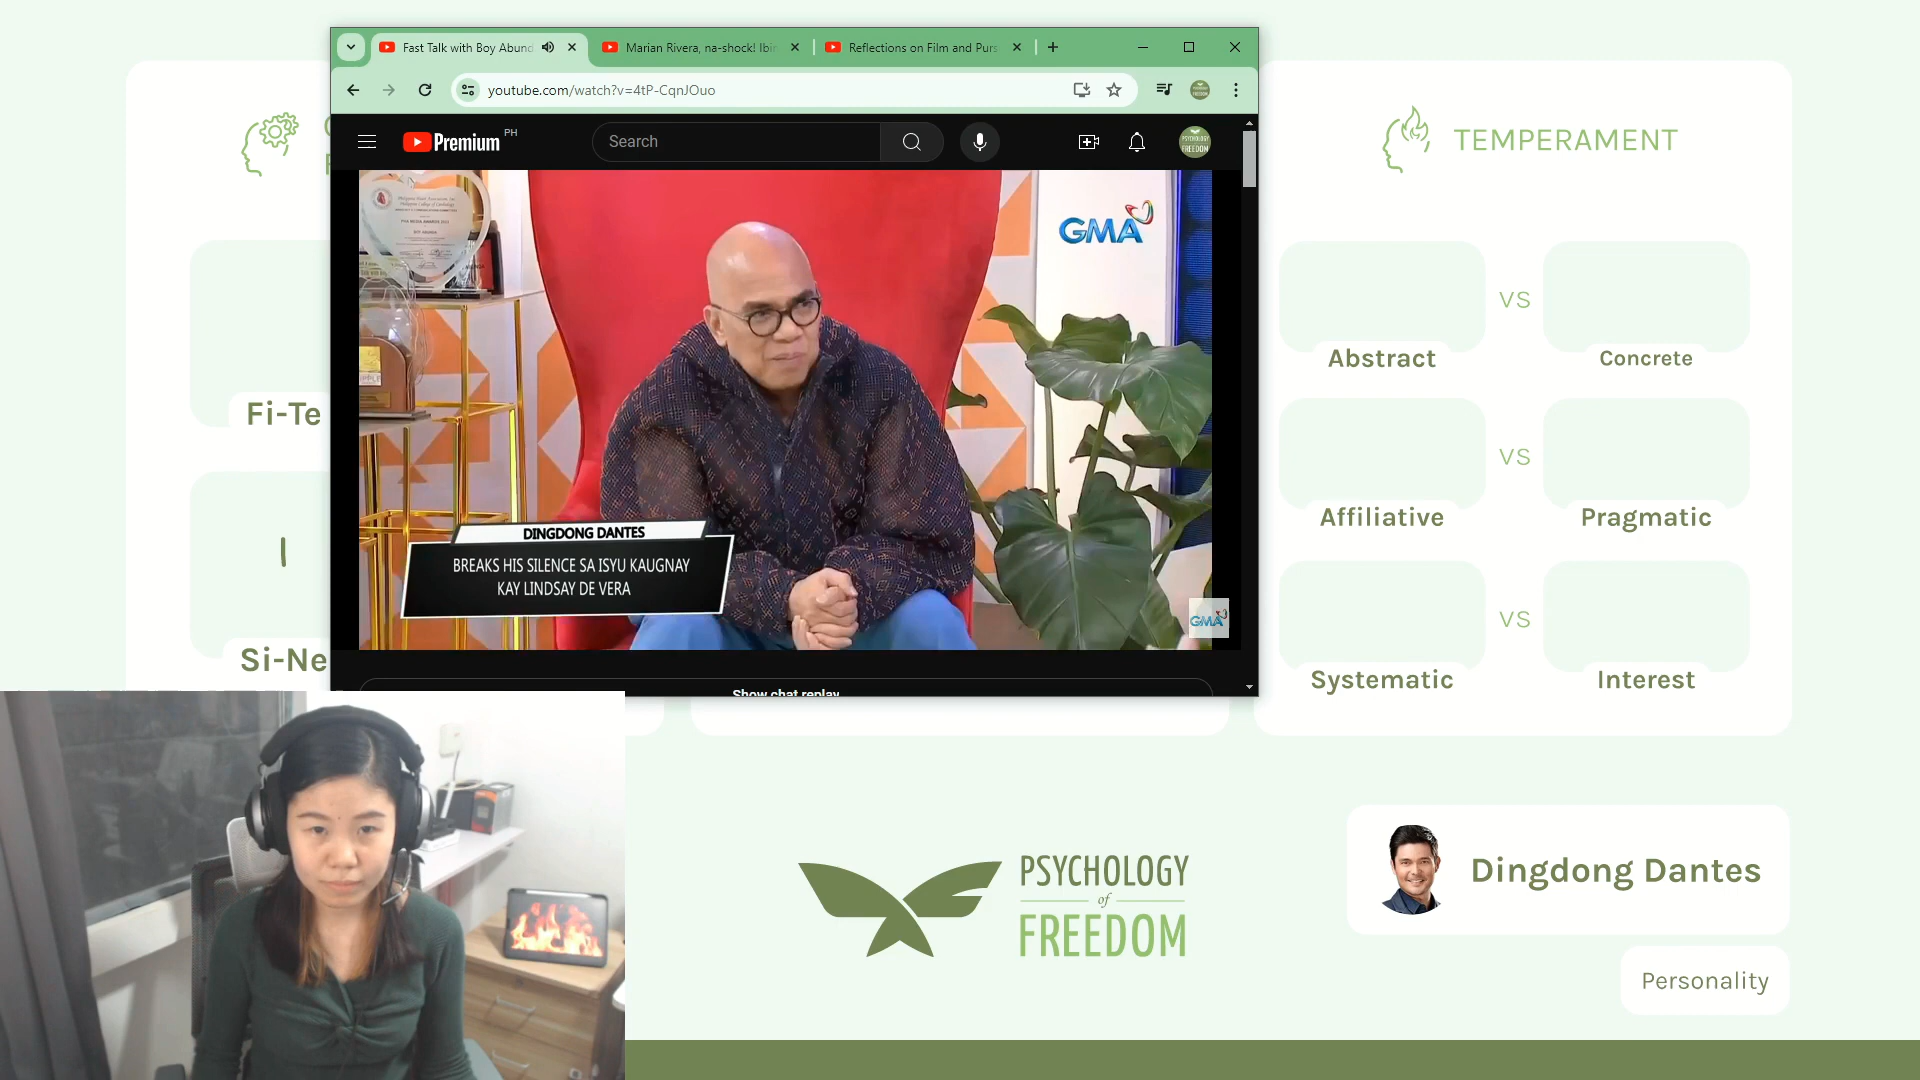 Fast Talk with Boy Abund
Marian Rivera, na-shock! Ibin
Reflections on Film and Purs
youtube.com/watch?v=4tP-CqnJOuo
Premium PH
Search
GMA
DINGDONG DANTES
BREAKS HIS SILENCE SA ISYU KAUGNAY
KAY LINDSAY DE VERA
GMA
Show chat replay
Fi-Te
I
Si-Ne
TEMPERAMENT
Abstract
VS
Concrete
Affiliative
VS
Pragmatic
Systematic
VS
Interest
PSYCHOLOGY
of
FREEDOM
Dingdong Dantes
Personality